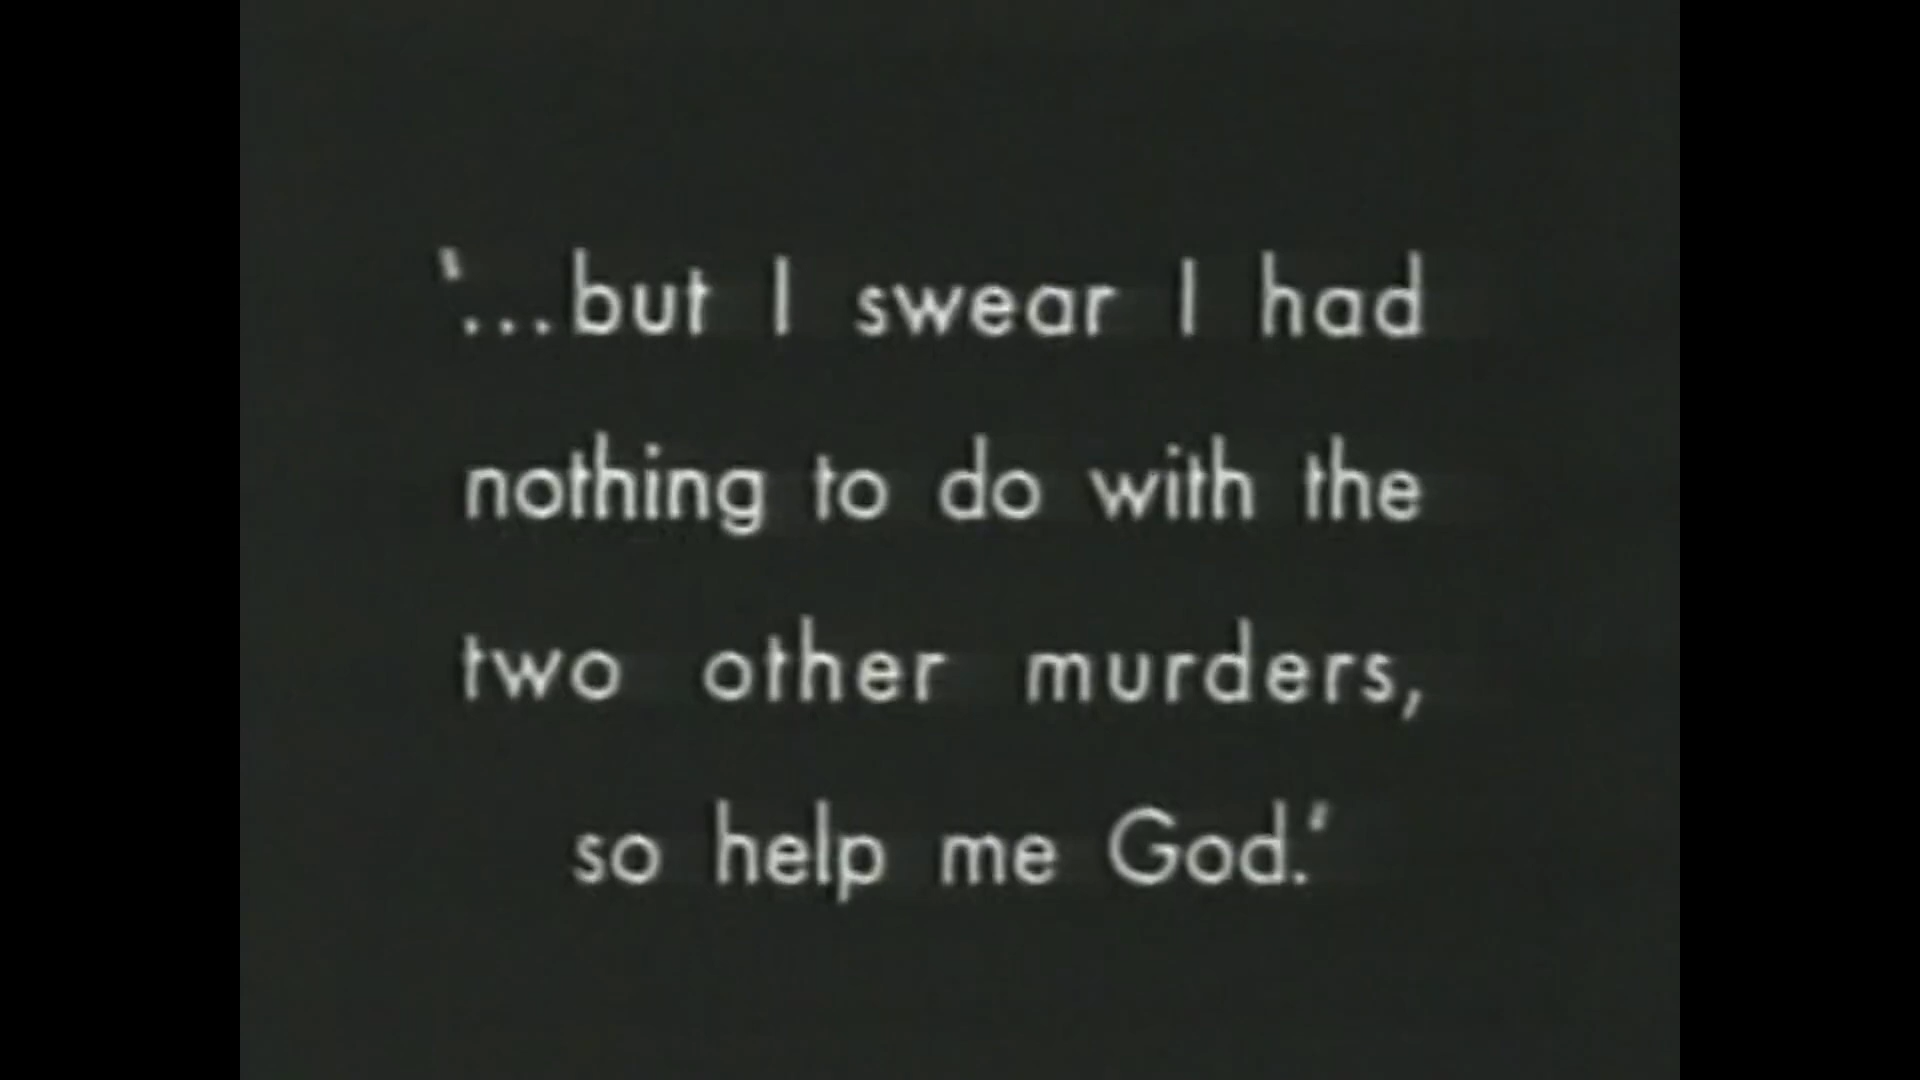 ‘...but I swear I had
nothing to do with the
two other murders,
so help me God.‘